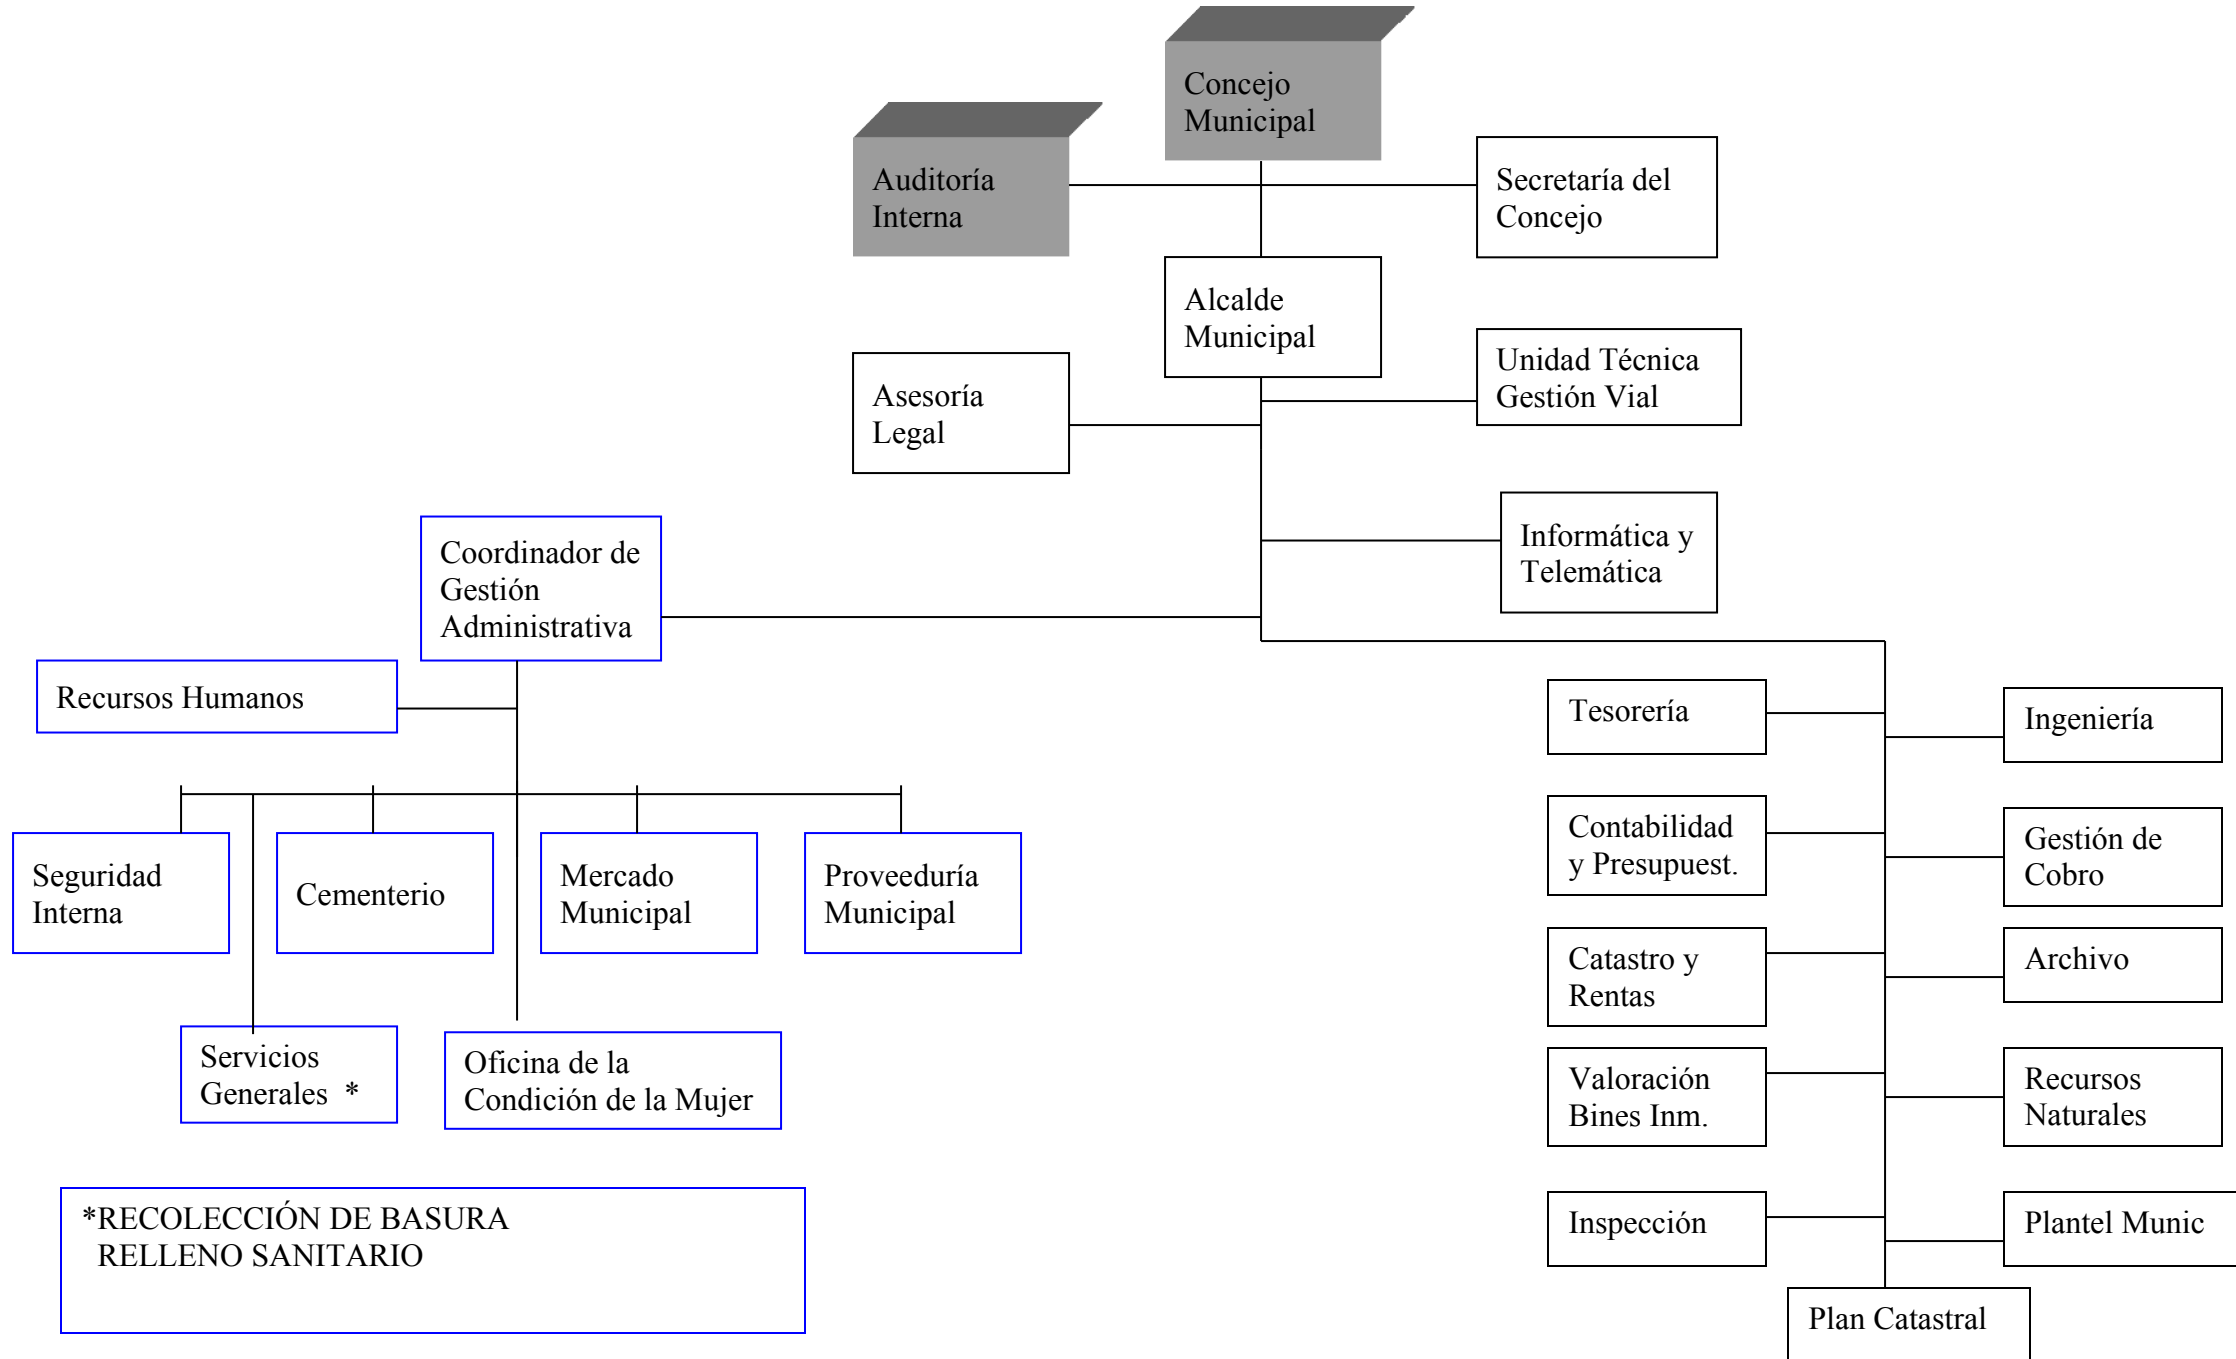 Concejo
Municipal
Auditoría
Interna
Secretaría del
Concejo
Alcalde
Municipal
Unidad Técnica
Gestión Vial
Asesoría
Legal
Informática y
Telemática
Coordinador de
Gestión
Administrativa
Recursos Humanos
Seguridad
Interna
Cementerio
Mercado
Municipal
Proveeduría
Municipal
Servicios
Generales *
Oficina de la
Condición de la Mujer
*RECOLECCIÓN DE BASURA
RELLENO SANITARIO
Tesorería
Ingeniería
Contabilidad
y Presupuest.
Gestión de
Cobro
Catastro y
Rentas
Archivo
Valoración
Bines Inm.
Recursos
Naturales
Inspección
Plantel Munic
Plan Catastral